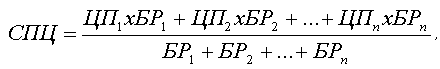 СПЦ = (ЦП₁хБР₁ + ЦП₂хБР₂ + ... + ЦПₙхБРₙ) / (БР₁ + БР₂ + ... + БРₙ),